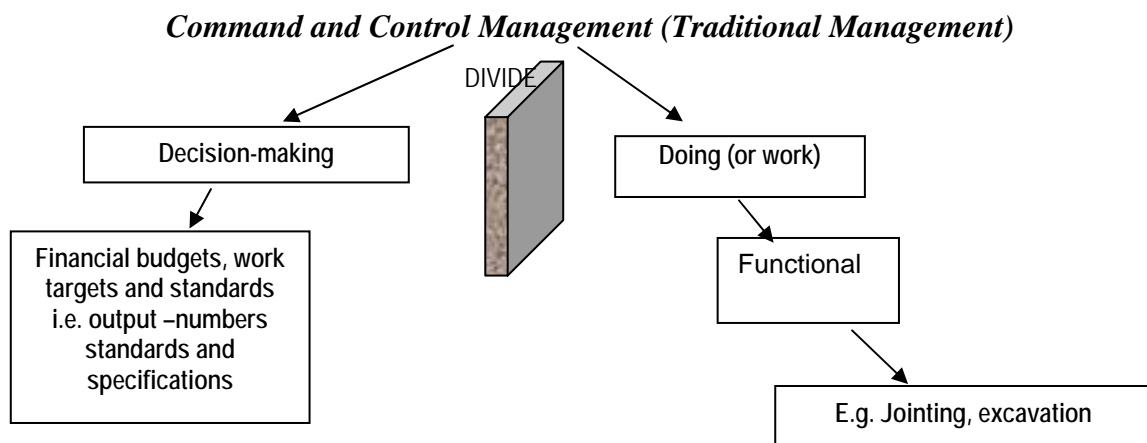 Command and Control Management (Traditional Management)
DIVIDE
Decision-making
Doing (or work)
Financial budgets, work
targets and standards
i.e. output –numbers
standards and
specifications
Functional
E.g. Jointing, excavation